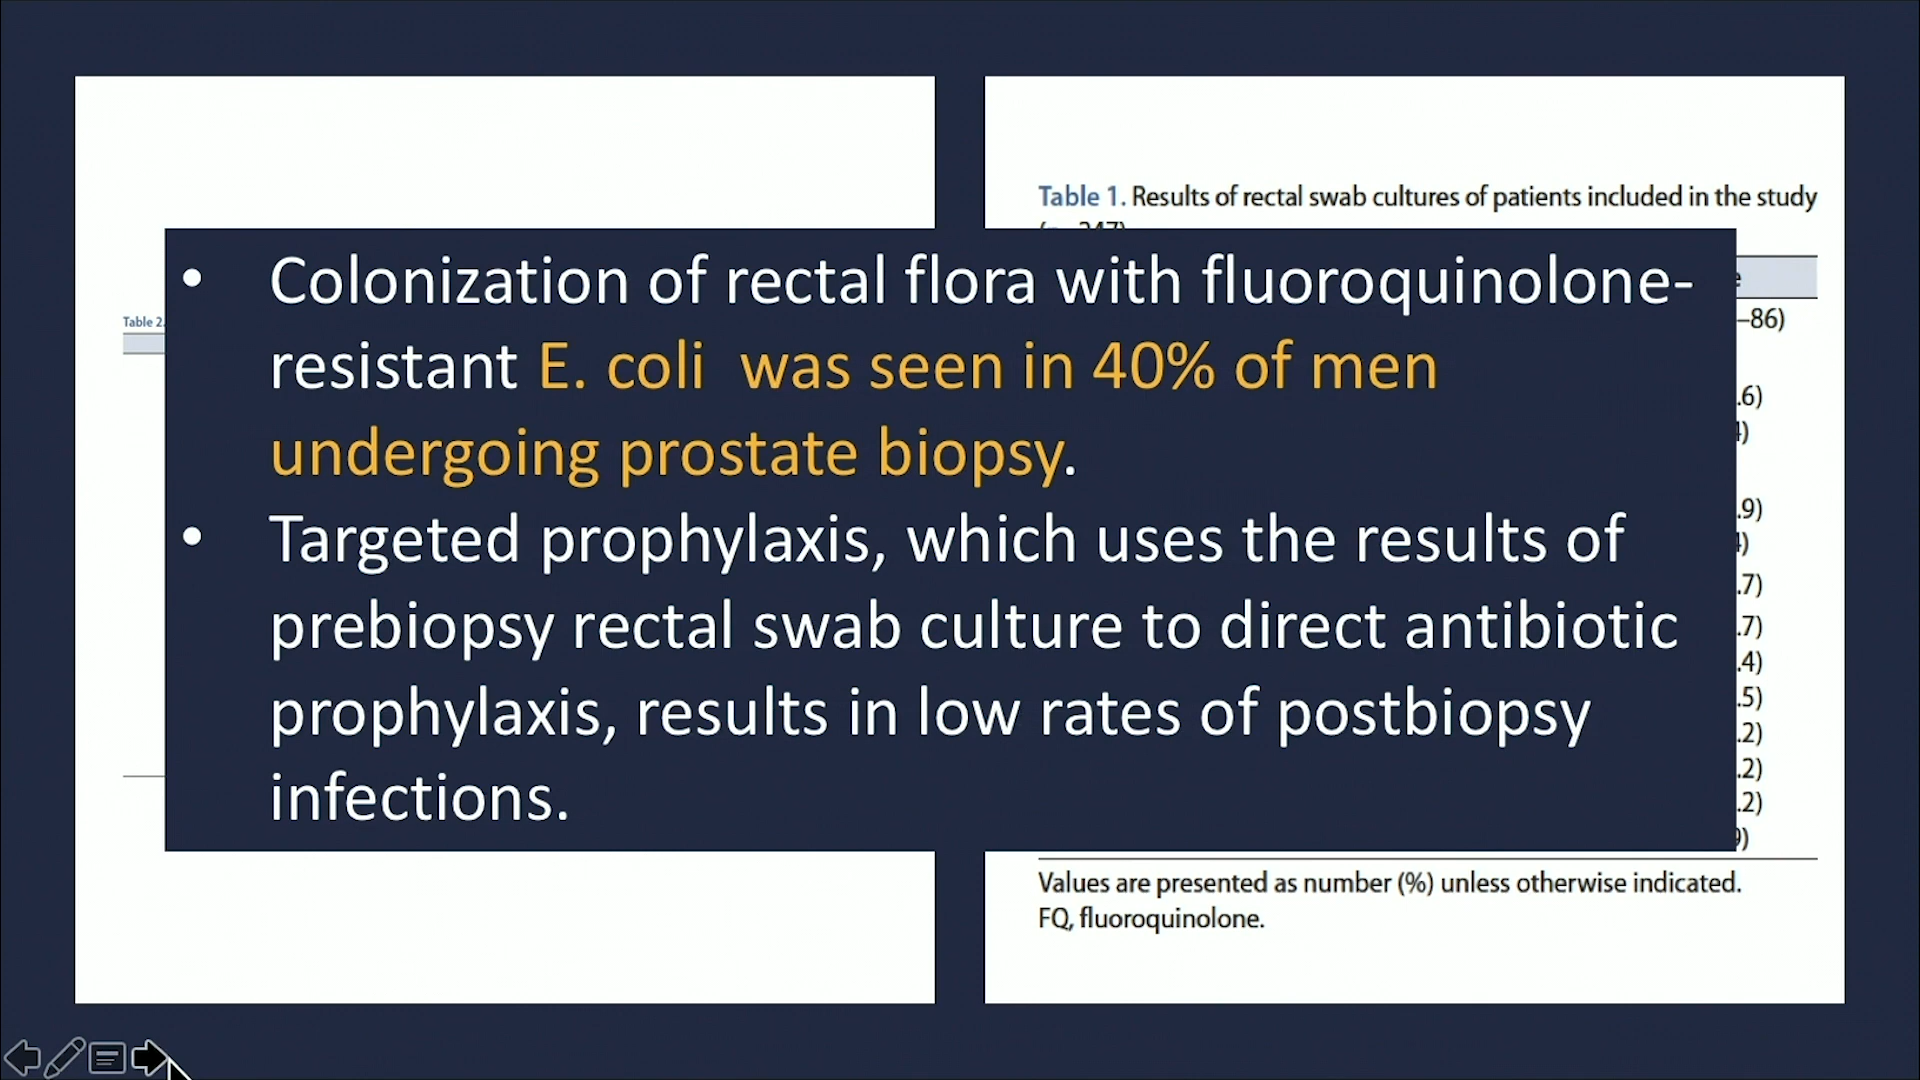 Table 1. Results of rectal swab cultures of patients included in the study
• Colonization of rectal flora with fluoroquinolone-
resistant E. coli was seen in 40% of men
undergoing prostate biopsy.
• Targeted prophylaxis, which uses the results of
prebiopsy rectal swab culture to direct antibiotic
prophylaxis, results in low rates of postbiopsy
infections.
Table 2.
–86)
.6)
.9)
.7)
.7)
.4)
.5)
.2)
.2)
.2)
Values are presented as number (%) unless otherwise indicated.
FQ, fluoroquinolone.